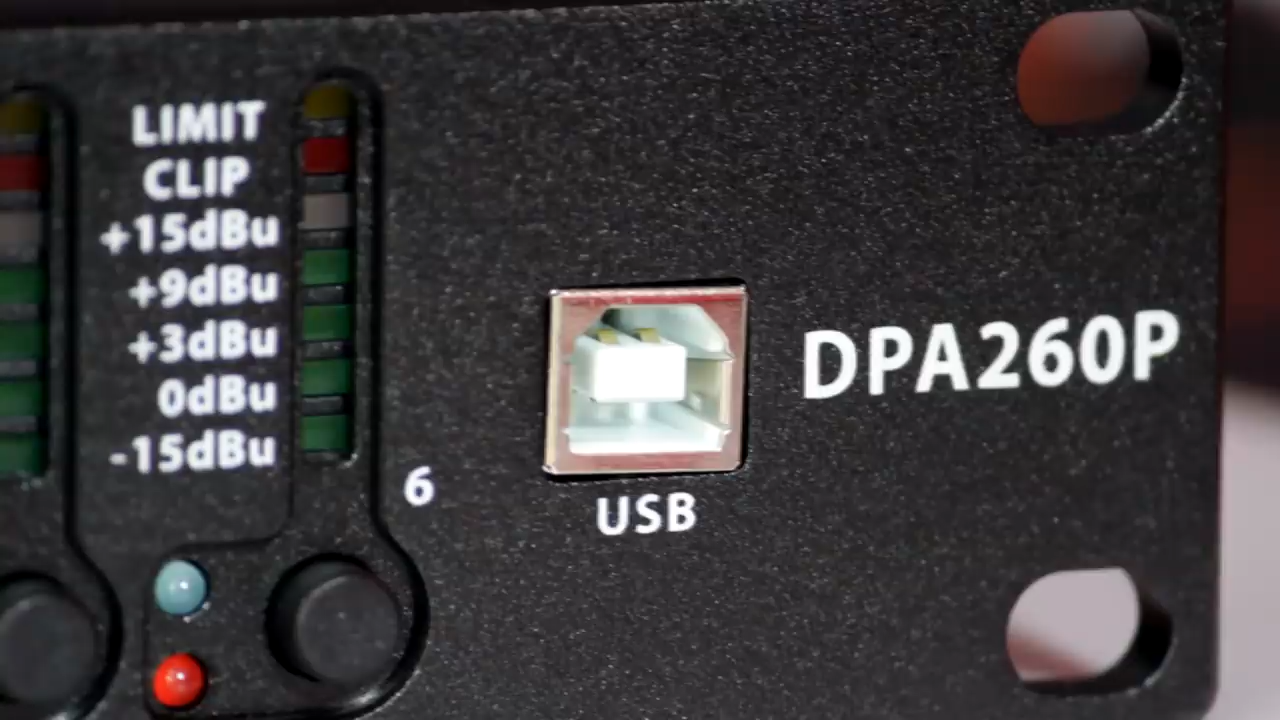 LIMIT
CLIP
+15dBu
+9dBu
+3dBu
0dBu
-15dBu
6
USB
DPA260P